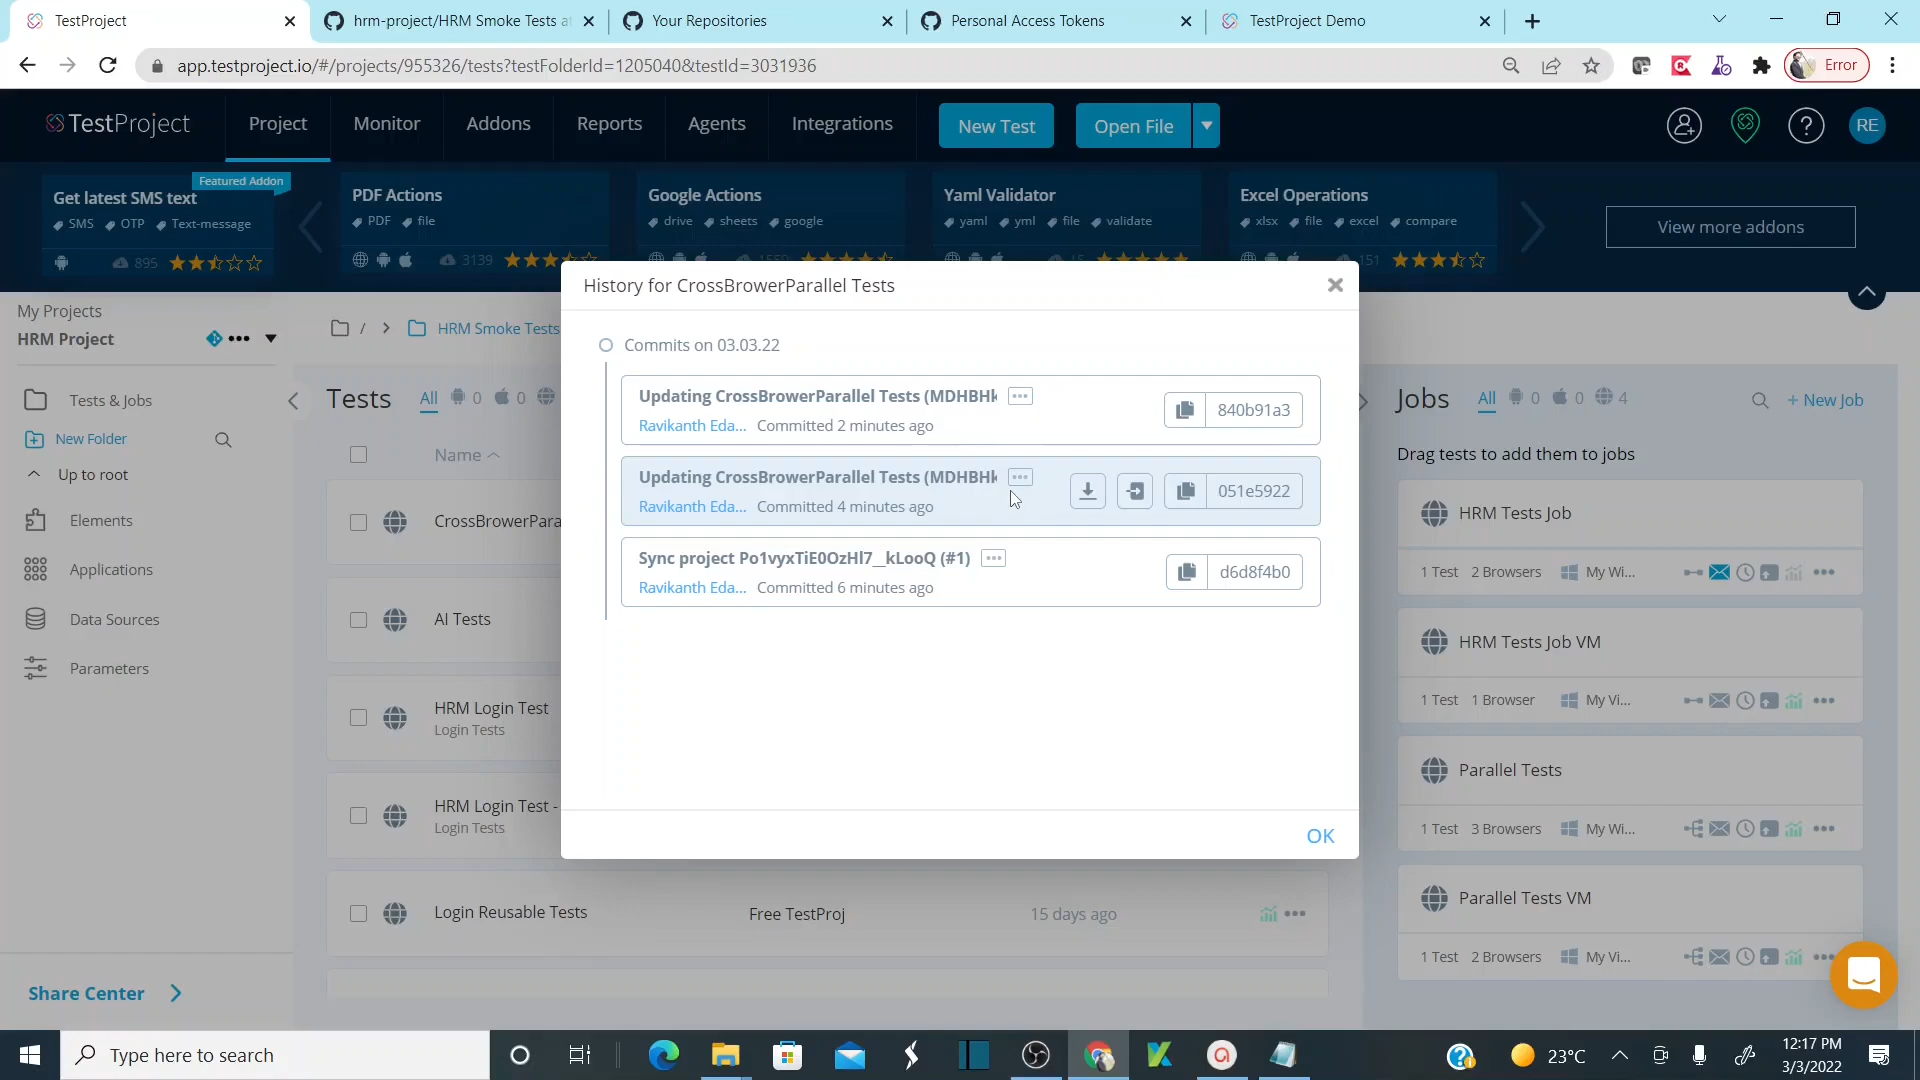 TestProject
hrm-project/HRM Smoke Tests a
Your Repositories
Personal Access Tokens
TestProject Demo
app.testproject.io/#/projects/955326/tests?testFolderId=1205040&testId=3031936
Error
TestProject
Project
Monitor
Addons
Reports
Agents
Integrations
New Test
Open File
?
RE
Featured Addon
Get latest SMS text
SMS OTP Text-message
895
PDF Actions
PDF file
3139
Google Actions
drive sheets google
Yaml Validator
yaml yml file validate
15
Excel Operations
xlsx file excel compare
151
View more addons
My Projects
HRM Project
Tests & Jobs
New Folder
Up to root
Elements
Applications
Data Sources
Parameters
Share Center
/ > HRM Smoke Tests
Tests All 0 0
Name
CrossBrowerPara
AI Tests
HRM Login Test
Login Tests
HRM Login Test -
Login Tests
Login Reusable Tests
Free TestProj
15 days ago
History for CrossBrowerParallel Tests
Commits on 03.03.22
Updating CrossBrowerParallel Tests (MDHBHk
Ravikanth Eda... Committed 2 minutes ago
840b91a3
Updating CrossBrowerParallel Tests (MDHBHk
Ravikanth Eda... Committed 4 minutes ago
051e5922
Sync project Po1vyxTiE0OzHl7__kLooQ (#1)
Ravikanth Eda... Committed 6 minutes ago
d6d8f4b0
OK
Jobs All 0 0 4
+ New Job
Drag tests to add them to jobs
HRM Tests Job
1 Test 2 Browsers My Wi...
HRM Tests Job VM
1 Test 1 Browser My Vi...
Parallel Tests
1 Test 3 Browsers My Wi...
Parallel Tests VM
1 Test 2 Browsers My Vi...
Type here to search
23°C
12:17 PM
3/3/2022